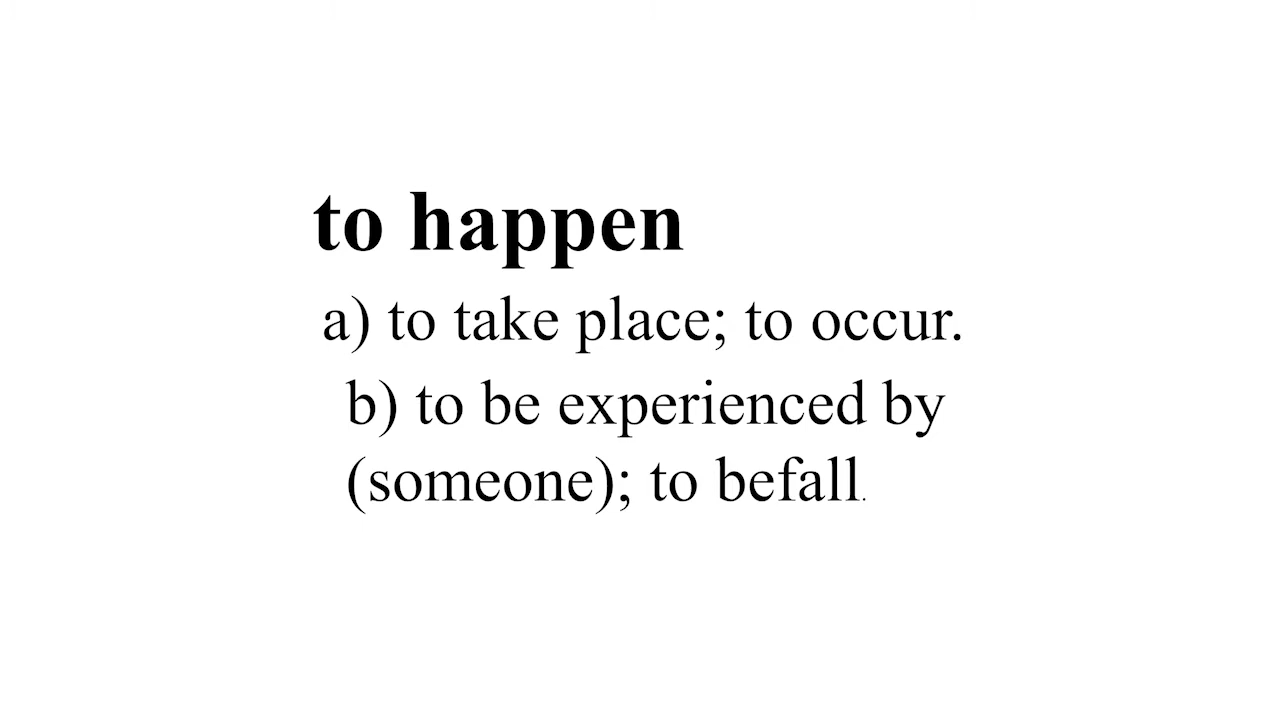 to happen
a) to take place; to occur.
b) to be experienced by
(someone); to befall.